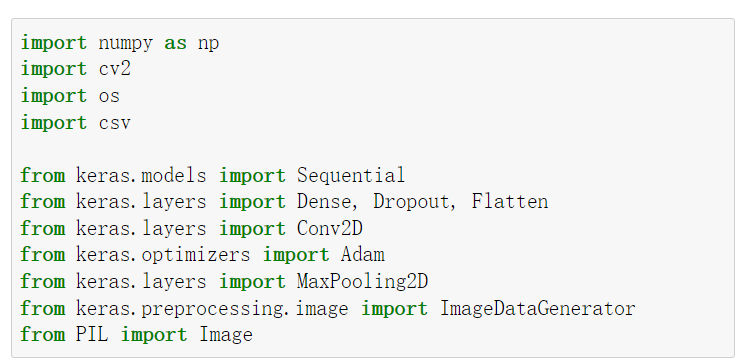 import numpy as np
import cv2
import os
import csv
from keras.models import Sequential
from keras.layers import Dense, Dropout, Flatten
from keras.layers import Conv2D
from keras.optimizers import Adam
from keras.layers import MaxPooling2D
from keras.preprocessing.image import ImageDataGenerator
from PIL import Image